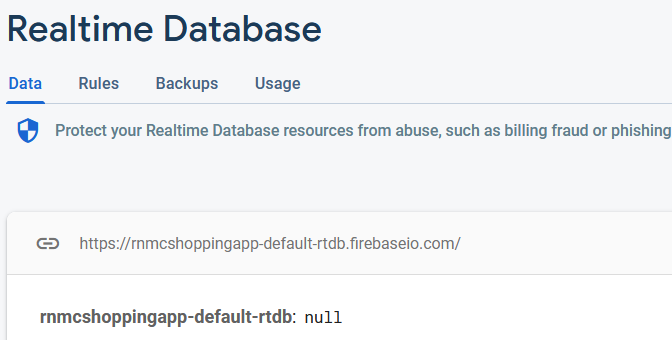 Realtime Database
Data Rules Backups Usage
Protect your Realtime Database resources from abuse, such as billing fraud or phishing
https://rnmcshoppingapp-default-rtdb.firebaseio.com/
rnmcshoppingapp-default-rtdb: null